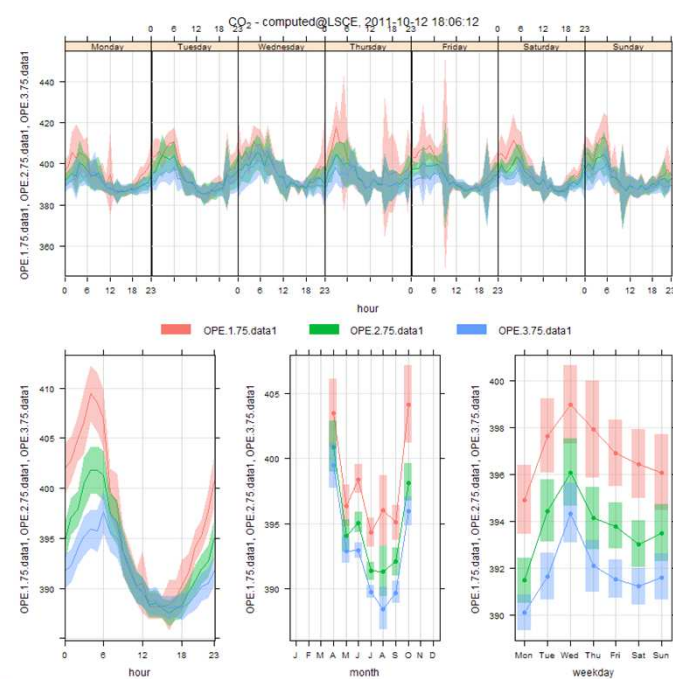 CO2 - computed@LSCE, 2011-10-12 18:06:12
0 6 12 18 23 0 6 12 18 23 0 6 12 18 23
Monday Tuesday Wednesday Thursday Friday Saturday Sunday
OPE.1.75.data1, OPE.2.75.data1, OPE.3.75.data1
440
420
400
380
360
0 6 12 18 23 0 6 12 18 23 0 6 12 18 23 0 6 12 18 23
hour
OPE.1.75.data1 OPE.2.75.data1 OPE.3.75.data1
OPE.1.75.data1, OPE.2.75.data1, OPE.3.75.data1
410
405
400
395
390
0 6 12 18 23
hour
OPE.1.75.data1, OPE.2.75.data1, OPE.3.75.data1
405
400
395
390
J F M A M J J A S O N D
month
OPE.1.75.data1, OPE.2.75.data1, OPE.3.75.data1
400
398
396
394
392
390
Mon Tue Wed Thu Fri Sat Sun
weekday